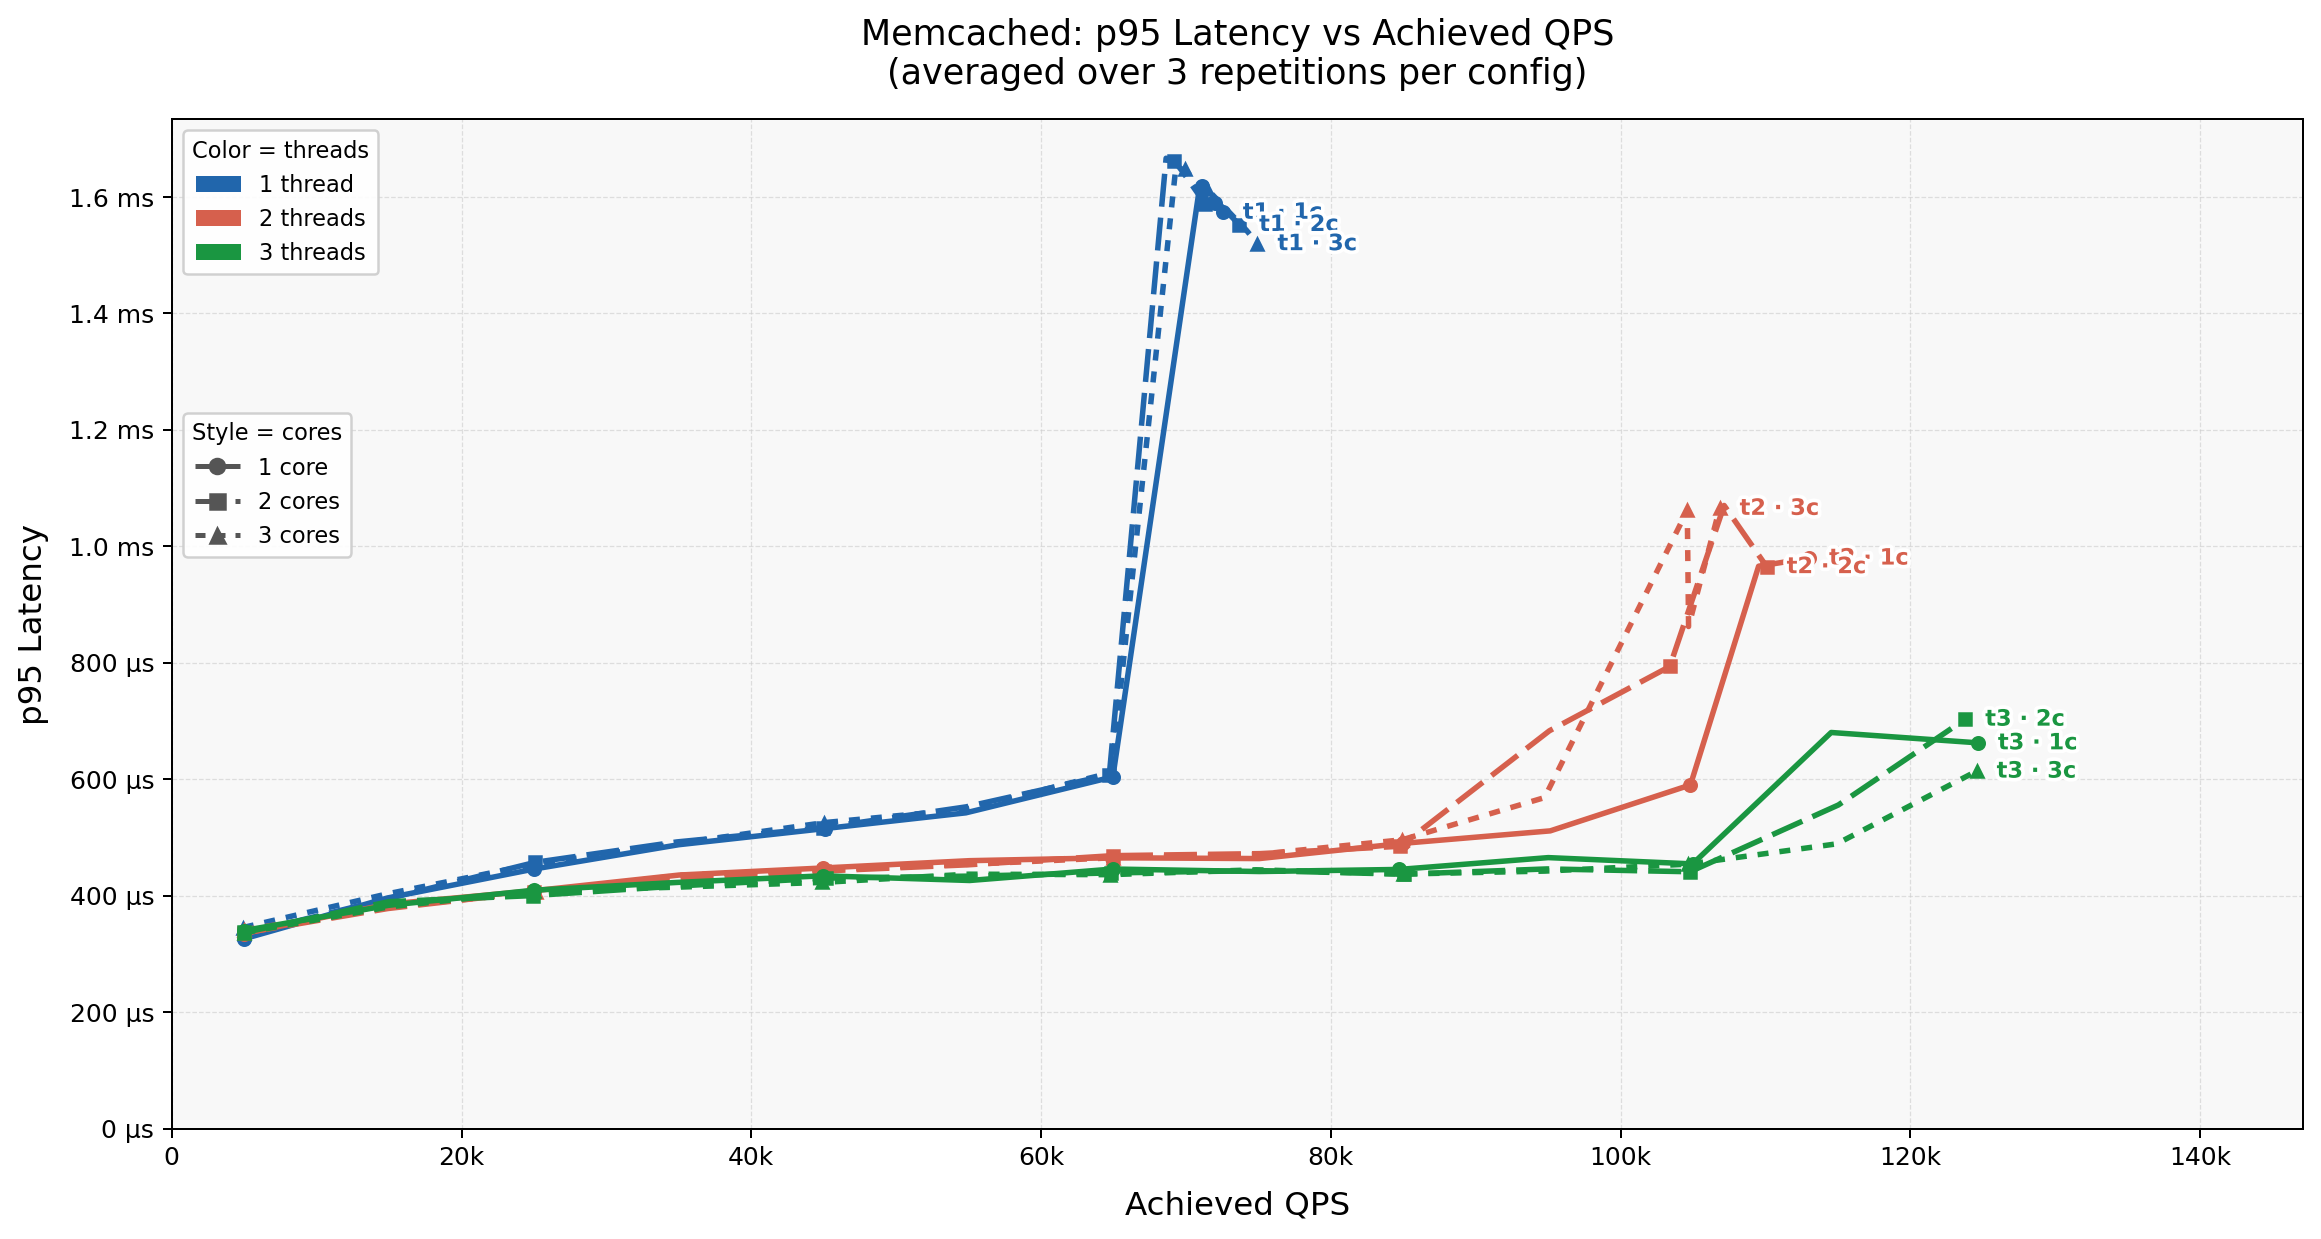 Memcached: p95 Latency vs Achieved QPS
(averaged over 3 repetitions per config)
Color = threads
1 thread
2 threads
3 threads
Style = cores
1 core
2 cores
3 cores
p95 Latency
1.6 ms
1.4 ms
1.2 ms
1.0 ms
800 µs
600 µs
400 µs
200 µs
0 µs
t1 · 1c
t1 · 2c
t1 · 3c
t2 · 3c
t2 · 1c
t2 · 2c
t3 · 2c
t3 · 1c
t3 · 3c
0
20k
40k
60k
80k
100k
120k
140k
Achieved QPS